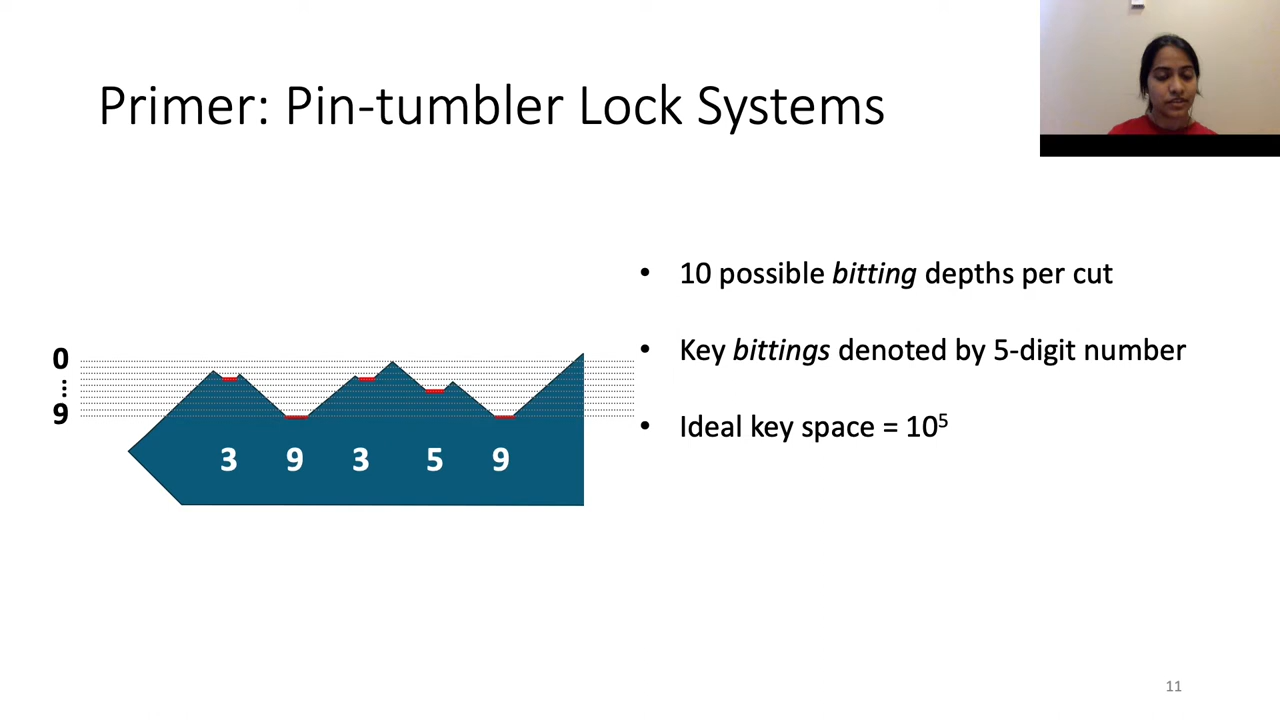 Primer: Pin-tumbler Lock Systems
• 10 possible bitting depths per cut
• Key bittings denoted by 5-digit number
• Ideal key space = 10⁵
0
...
9
3 9 3 5 9
11